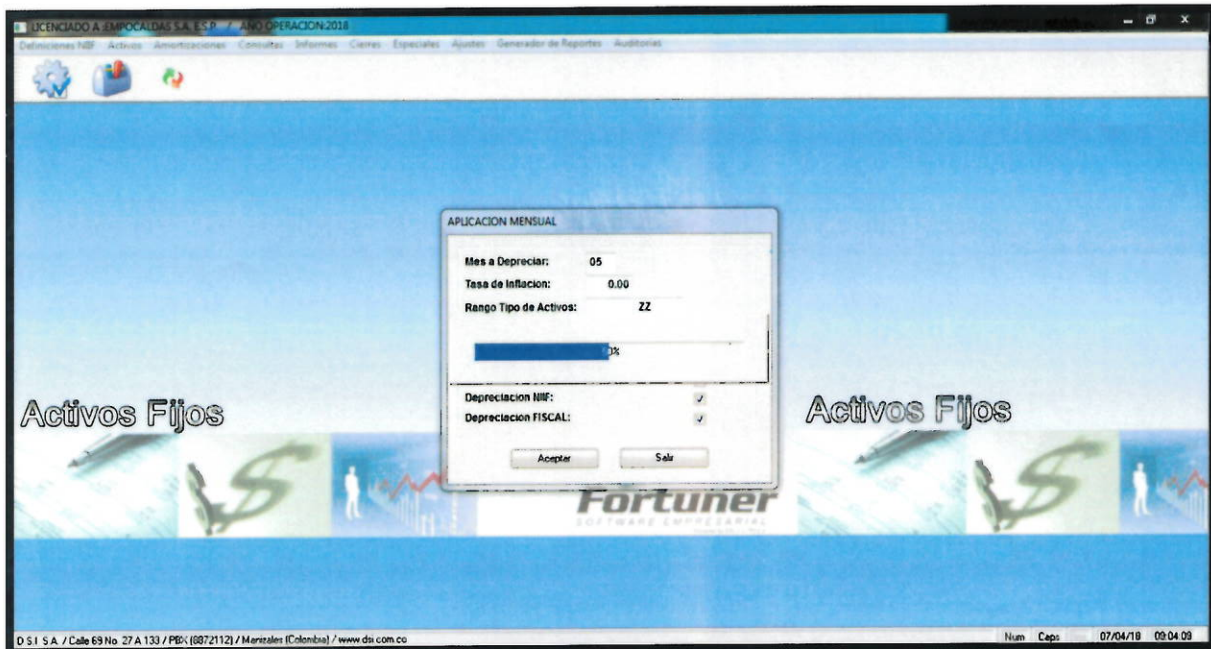 LICENCIADO A :EMPOCALDAS S.A. E.S.P. / ANO OPERACION:2018
Definiciones NIIF Activos Amortizaciones Consultas Informes Cierres Especiales Ajustes Generador de Reportes Auditorias
APLICACION MENSUAL
Mes a Depreciar: 05
Tasa de Inflacion: 0.00
Rango Tipo de Activos: ZZ
Depreciacion NIIF:
Depreciacion FISCAL:
Aceptar Salir
Activos Fijos
Activos Fijos
Fortuner
SOFTWARE EMPRESARIAL
D.S.I. S.A. / Calle 69 No. 27 A 133 / PBX (8872112) / Manizales (Colombia) / www.dsi.com.co
Num Caps 07/04/18 09:04:09